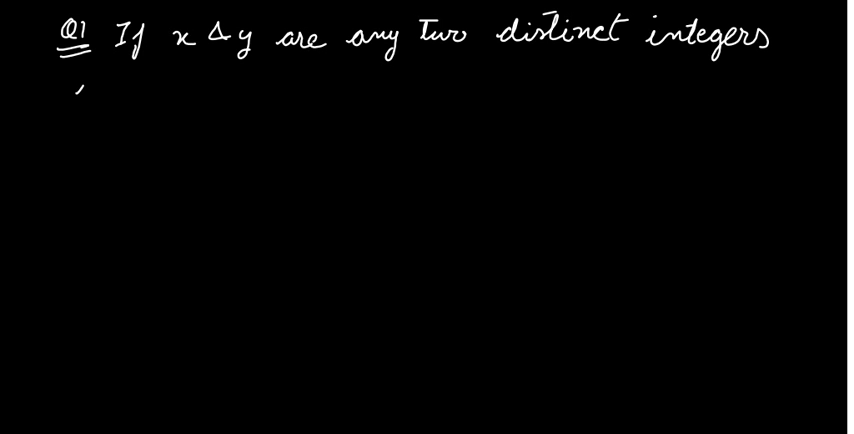 Q1 If x & y are any two distinct integers
,